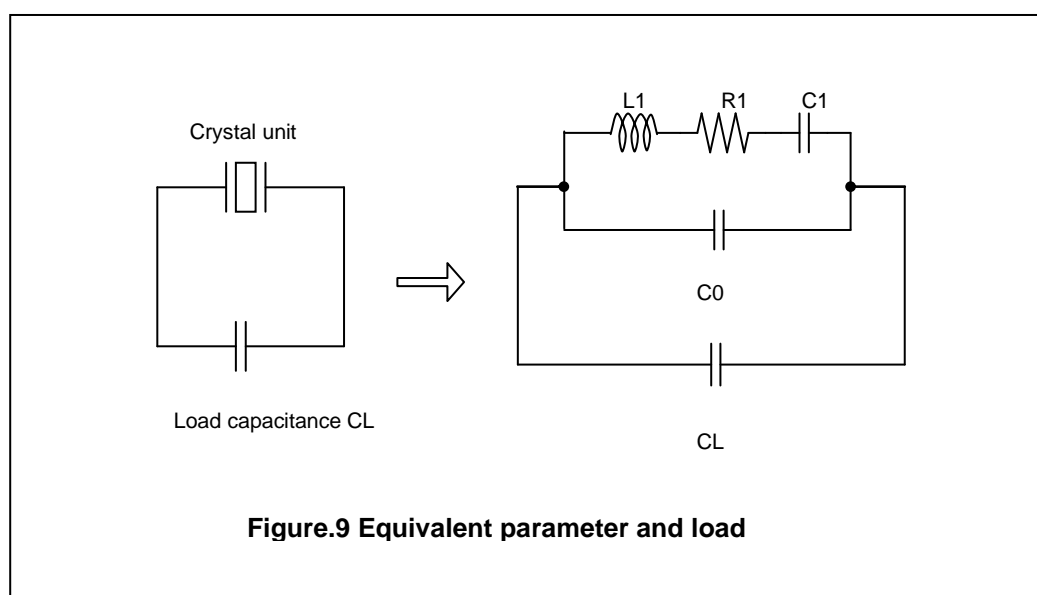 Crystal unit
Load capacitance CL
L1 R1 C1
C0
CL
Figure.9 Equivalent parameter and load